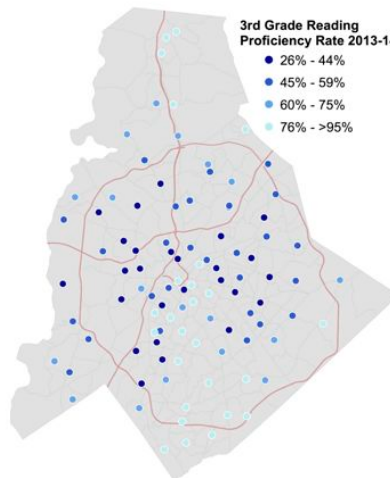 3rd Grade Reading
Proficiency Rate 2013-1
26% - 44%
45% - 59%
60% - 75%
76% - >95%